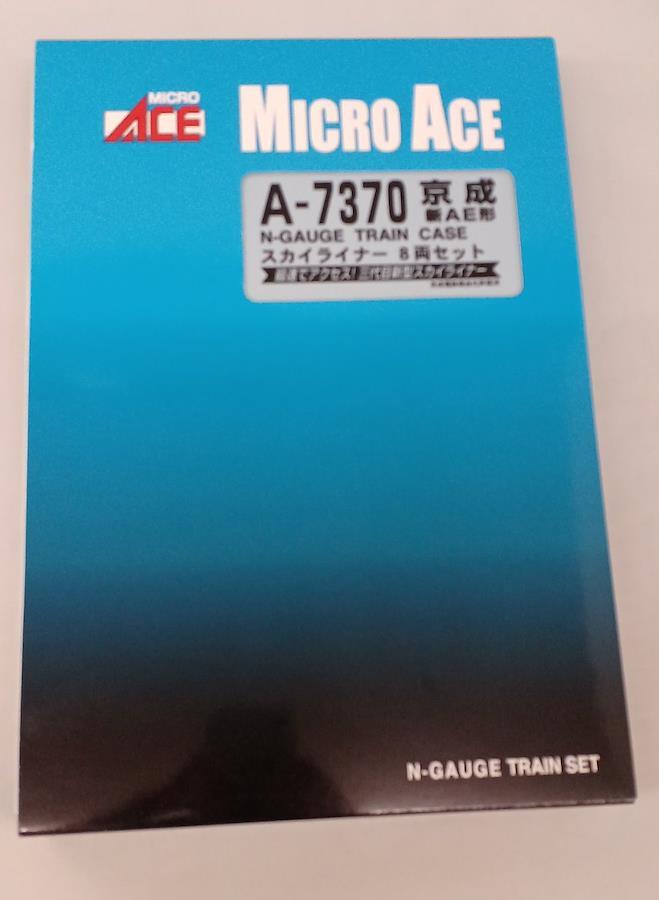 MICRO
ACE
MICRO ACE
A-7370 京成
新AE形
N-GAUGE TRAIN CASE
スカイライナー 8両セット
超速でアクセス! 三代目新型スカイライナー
N-GAUGE TRAIN SET